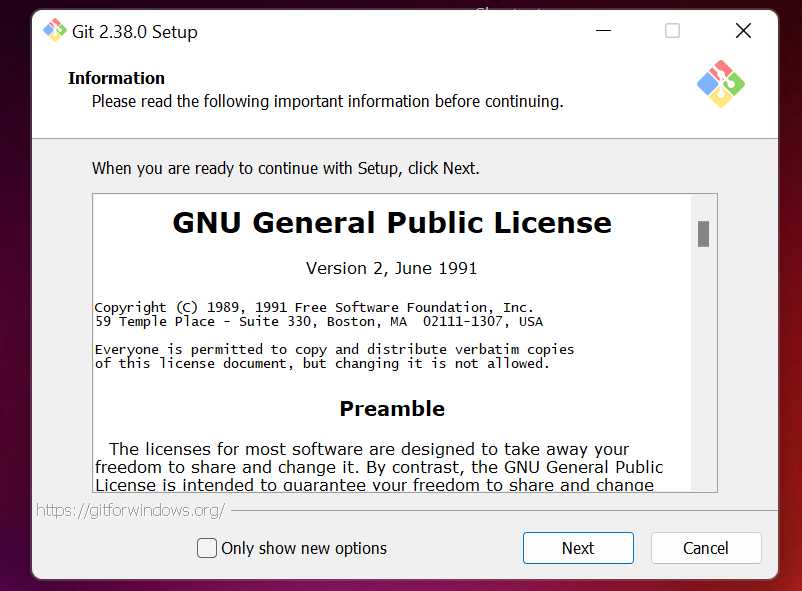 Git 2.38.0 Setup
Information
Please read the following important information before continuing.
When you are ready to continue with Setup, click Next.
GNU General Public License
Version 2, June 1991
Copyright (C) 1989, 1991 Free Software Foundation, Inc.
59 Temple Place - Suite 330, Boston, MA  02111-1307, USA
Everyone is permitted to copy and distribute verbatim copies
of this license document, but changing it is not allowed.
Preamble
The licenses for most software are designed to take away your
freedom to share and change it. By contrast, the GNU General Public
License is intended to guarantee your freedom to share and change
https://gitforwindows.org/
Only show new options
Next
Cancel